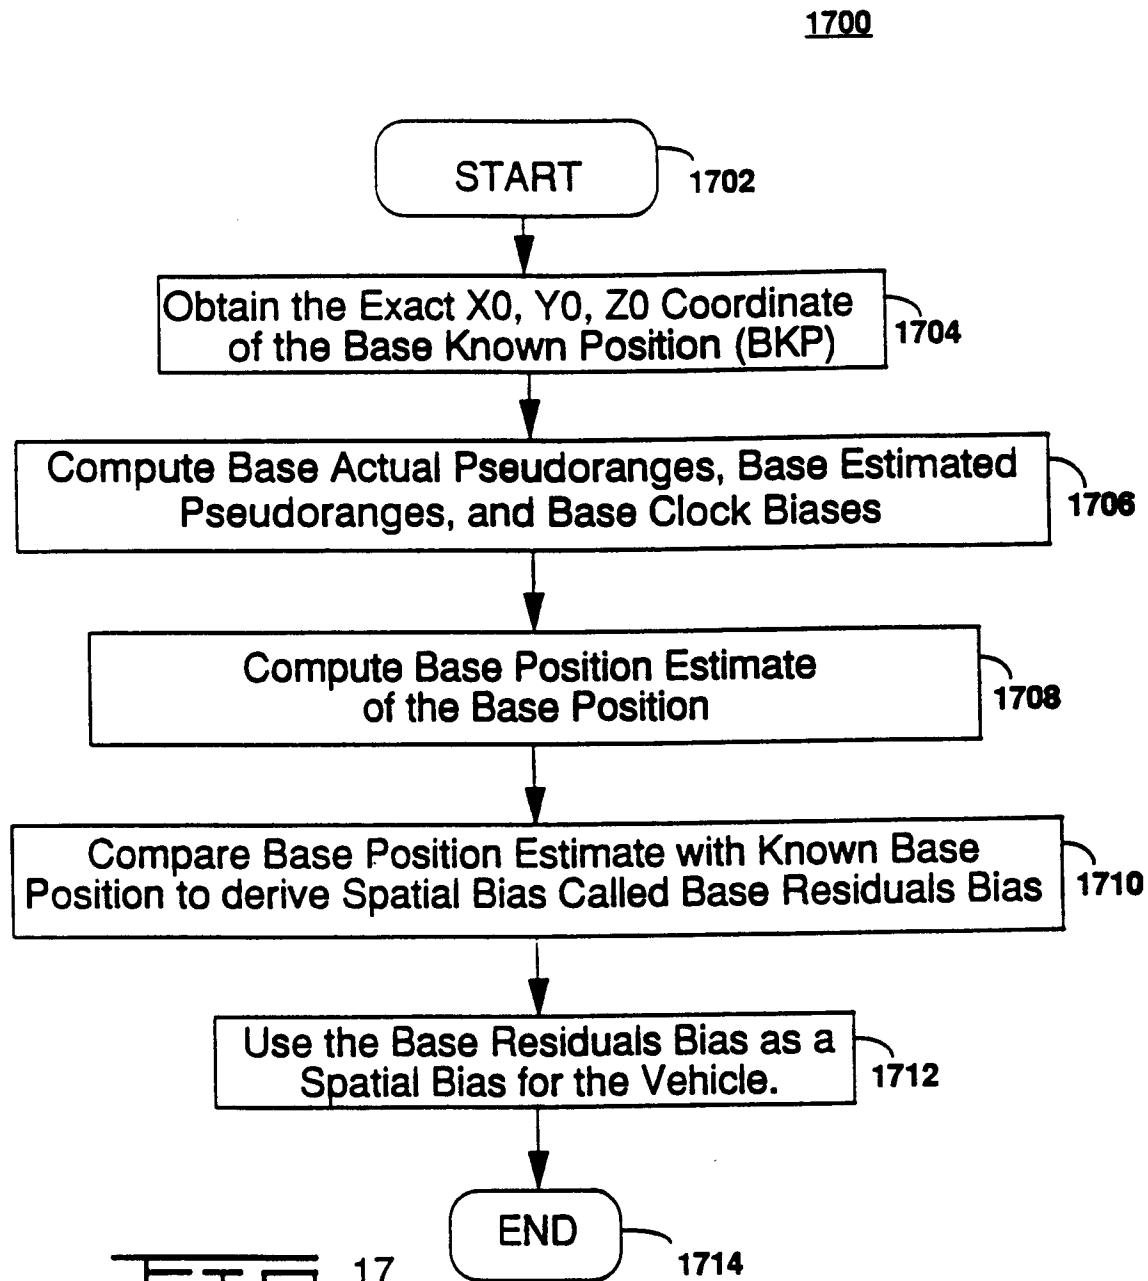 1700
START
1702
Obtain the Exact X0, Y0, Z0 Coordinate
of the Base Known Position (BKP)
1704
Compute Base Actual Pseudoranges, Base Estimated
Pseudoranges, and Base Clock Biases
1706
Compute Base Position Estimate
of the Base Position
1708
Compare Base Position Estimate with Known Base
Position to derive Spatial Bias Called Base Residuals Bias
1710
Use the Base Residuals Bias as a
Spatial Bias for the Vehicle.
1712
END
1714
17